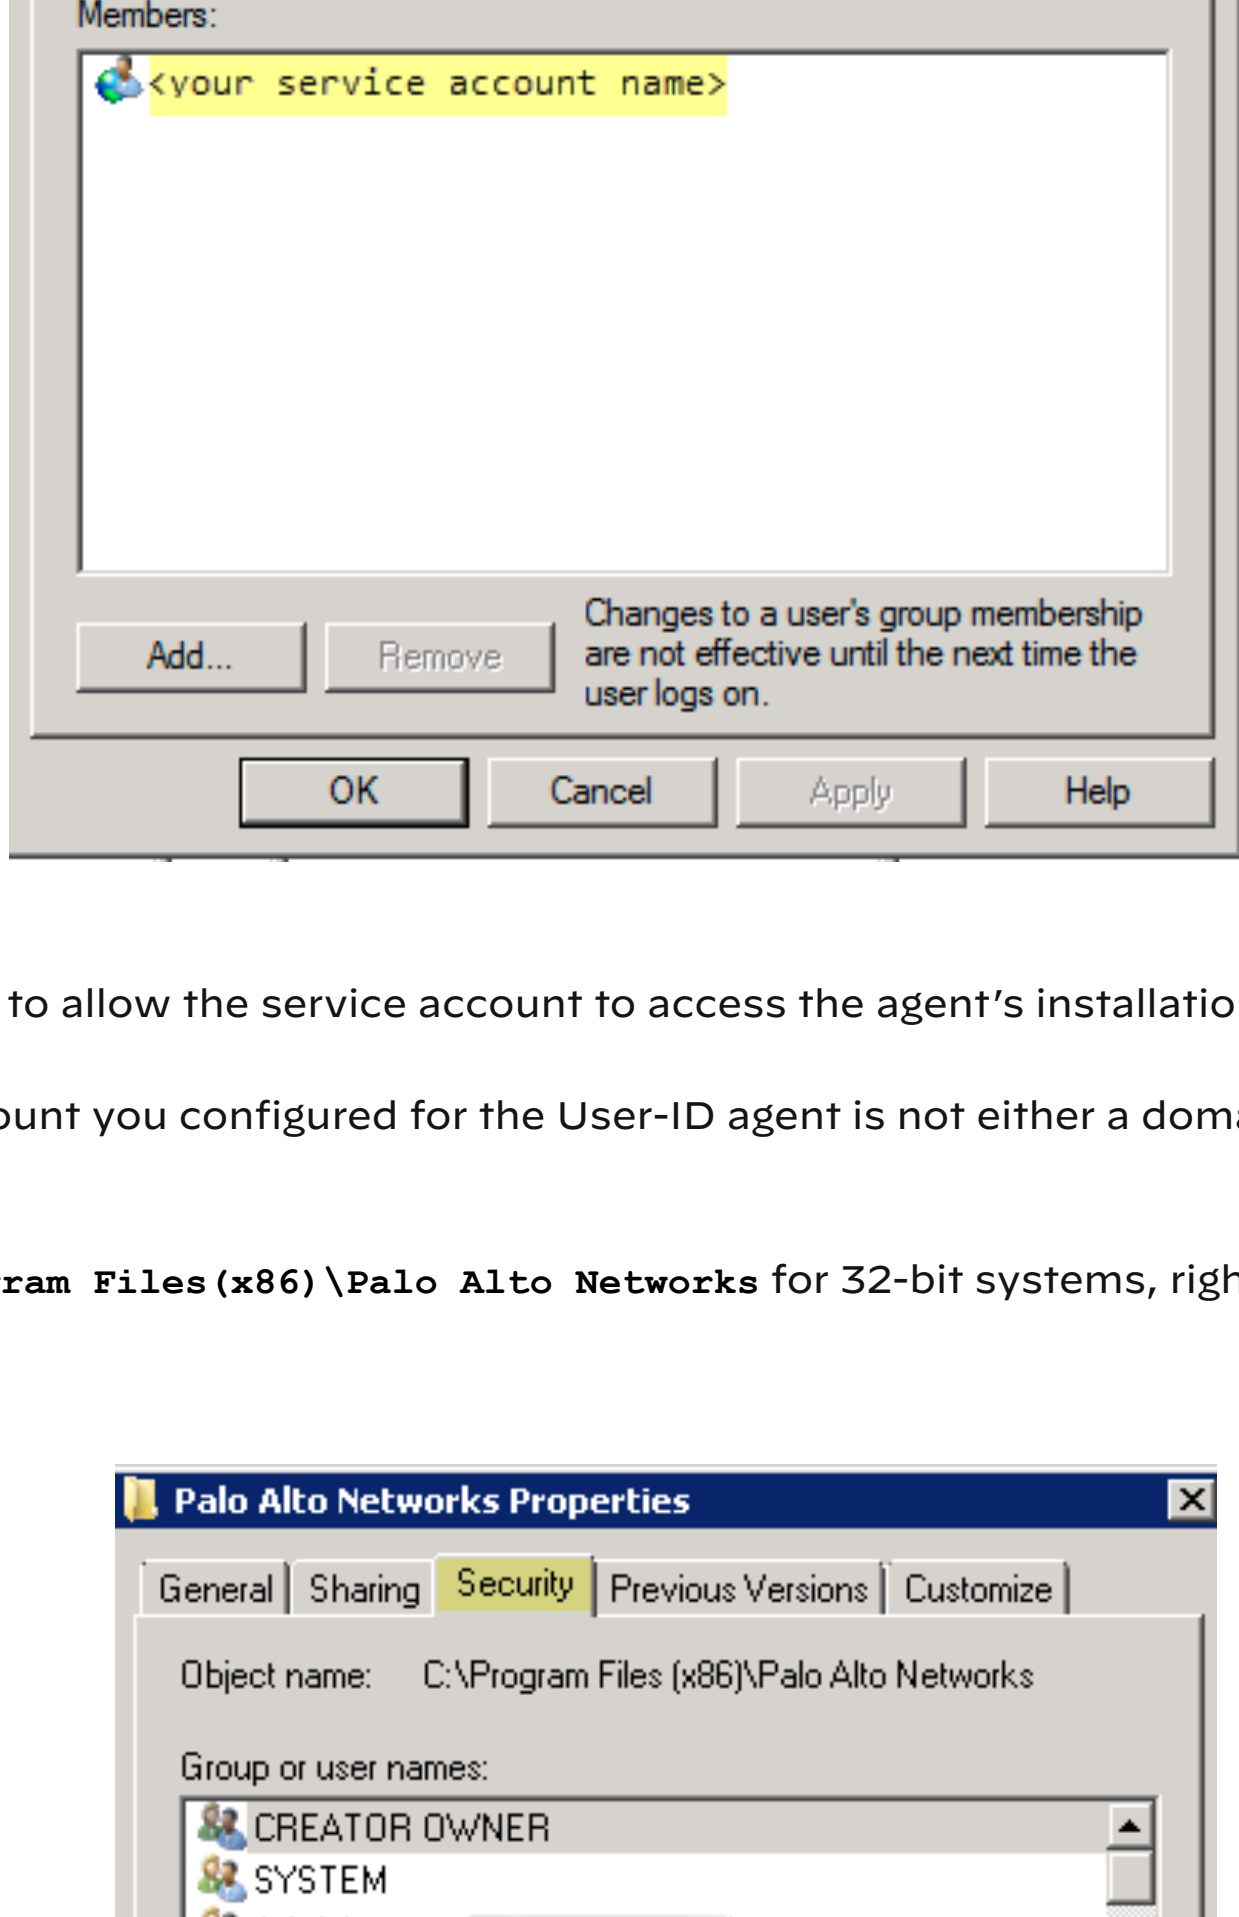 Members:
<your service account name>
Changes to a user's group membership
are not effective until the next time the
user logs on.
Add...
Remove
OK
Cancel
Apply
Help
to allow the service account to access the agent’s installatio
ount you configured for the User-ID agent is not either a doma
ram Files(x86)\Palo Alto Networks for 32-bit systems, righ
Palo Alto Networks Properties
General
Sharing
Security
Previous Versions
Customize
Object name: C:\Program Files (x86)\Palo Alto Networks
Group or user names:
CREATOR OWNER
SYSTEM